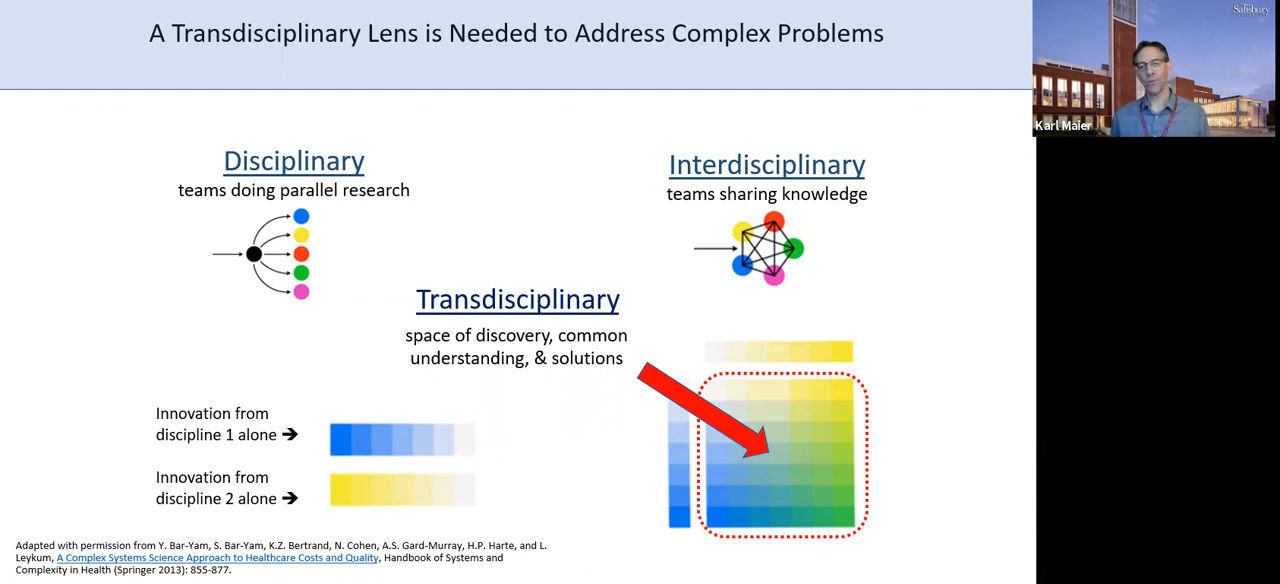 A Transdisciplinary Lens is Needed to Address Complex Problems
Salisbury
Karl Maier
Disciplinary
teams doing parallel research
Interdisciplinary
teams sharing knowledge
Transdisciplinary
space of discovery, common
understanding, & solutions
Innovation from
discipline 1 alone ➔
Innovation from
discipline 2 alone ➔
Adapted with permission from Y. Bar-Yam, S. Bar-Yam, K.Z. Bertrand, N. Cohen, A.S. Gard-Murray, H.P. Harte, and L.
Leykum, A Complex Systems Science Approach to Healthcare Costs and Quality, Handbook of Systems and
Complexity in Health (Springer 2013): 855-877.